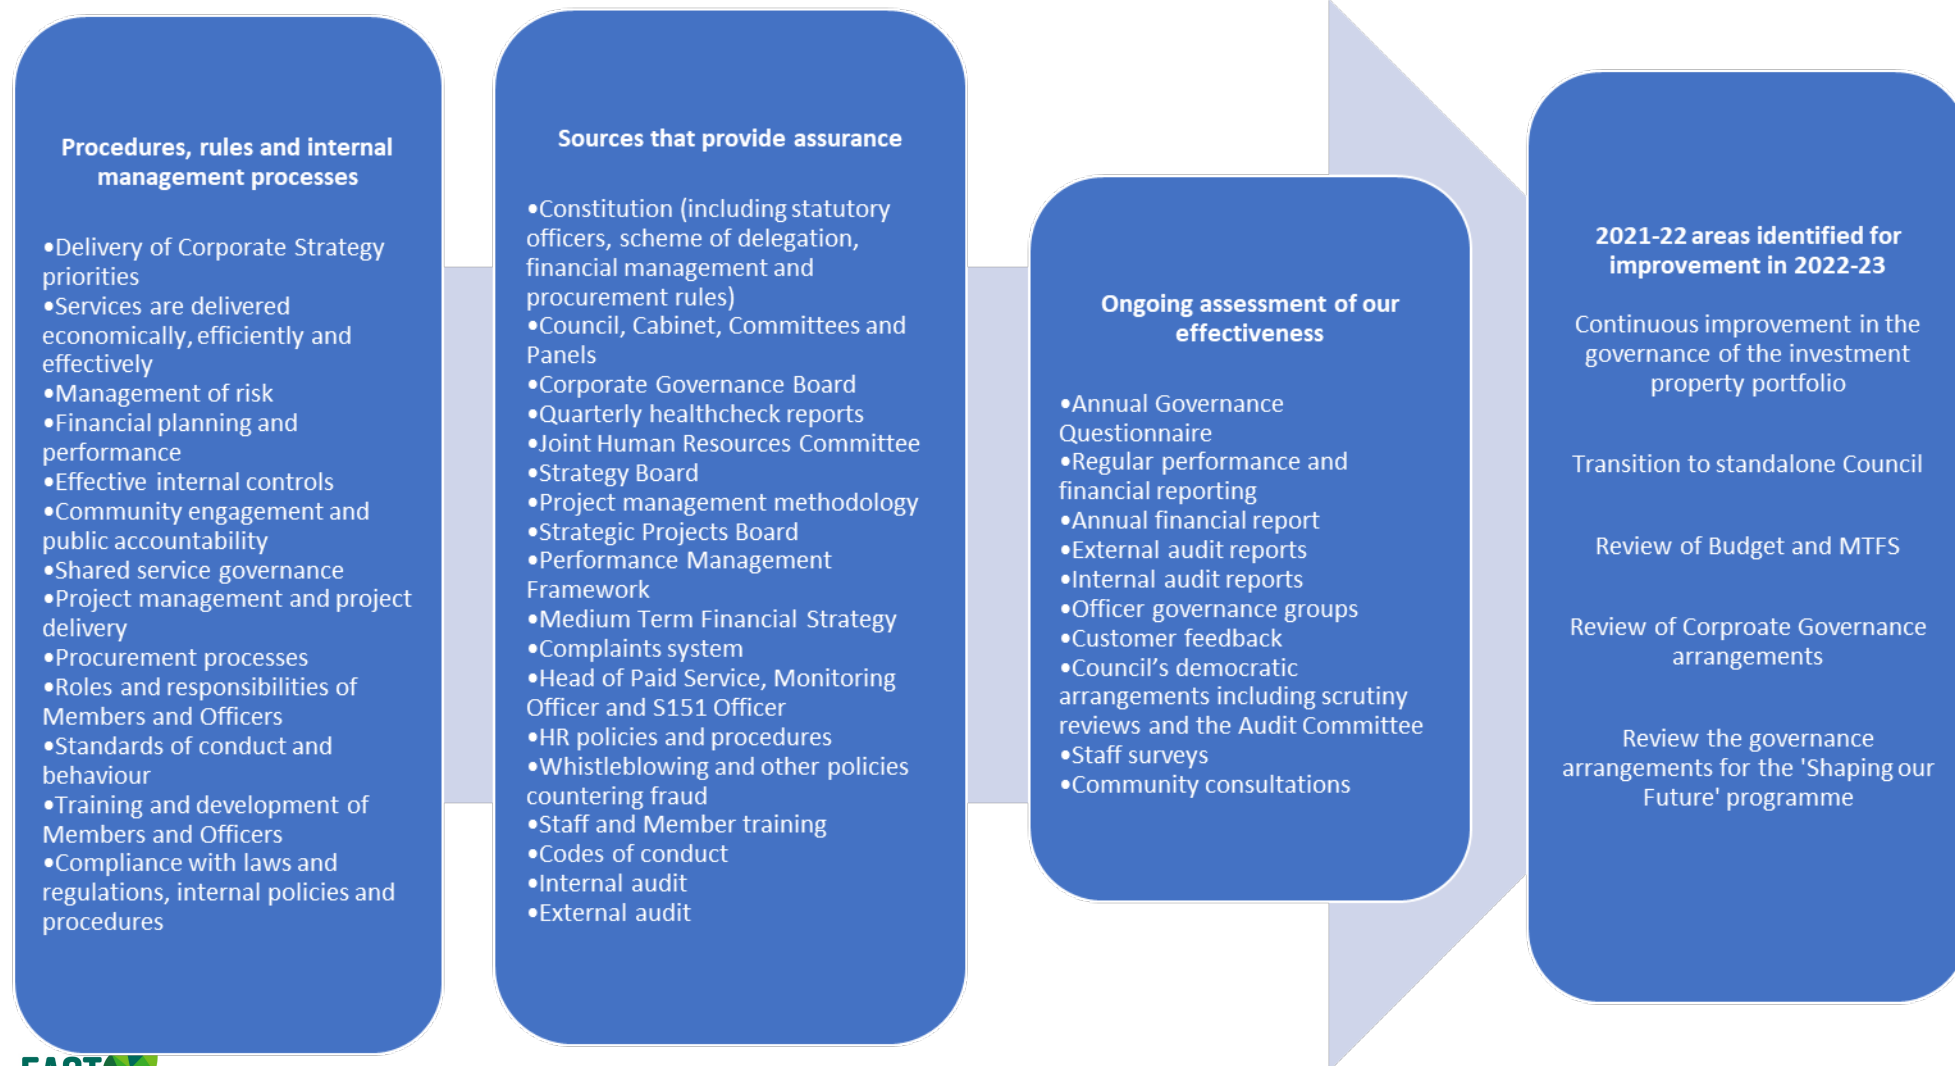 Procedures, rules and internal
management processes
•Delivery of Corporate Strategy
priorities
•Services are delivered
economically, efficiently and
effectively
•Management of risk
•Financial planning and
performance
•Effective internal controls
•Community engagement and
public accountability
•Shared service governance
•Project management and project
delivery
•Procurement processes
•Roles and responsibilities of
Members and Officers
•Standards of conduct and
behaviour
•Training and development of
Members and Officers
•Compliance with laws and
regulations, internal policies and
procedures
Sources that provide assurance
•Constitution (including statutory
officers, scheme of delegation,
financial management and
procurement rules)
•Council, Cabinet, Committees and
Panels
•Corporate Governance Board
•Quarterly healthcheck reports
•Joint Human Resources Committee
•Strategy Board
•Project management methodology
•Strategic Projects Board
•Performance Management
Framework
•Medium Term Financial Strategy
•Complaints system
•Head of Paid Service, Monitoring
Officer and S151 Officer
•HR policies and procedures
•Whistleblowing and other policies
countering fraud
•Staff and Member training
•Codes of conduct
•Internal audit
•External audit
Ongoing assessment of our
effectiveness
•Annual Governance
Questionnaire
•Regular performance and
financial reporting
•Annual financial report
•External audit reports
•Internal audit reports
•Officer governance groups
•Customer feedback
•Council’s democratic
arrangements including scrutiny
reviews and the Audit Committee
•Staff surveys
•Community consultations
2021-22 areas identified for
improvement in 2022-23
Continuous improvement in the
governance of the investment
property portfolio
Transition to standalone Council
Review of Budget and MTFS
Review of Corproate Governance
arrangements
Review the governance
arrangements for the 'Shaping our
Future' programme
EAST